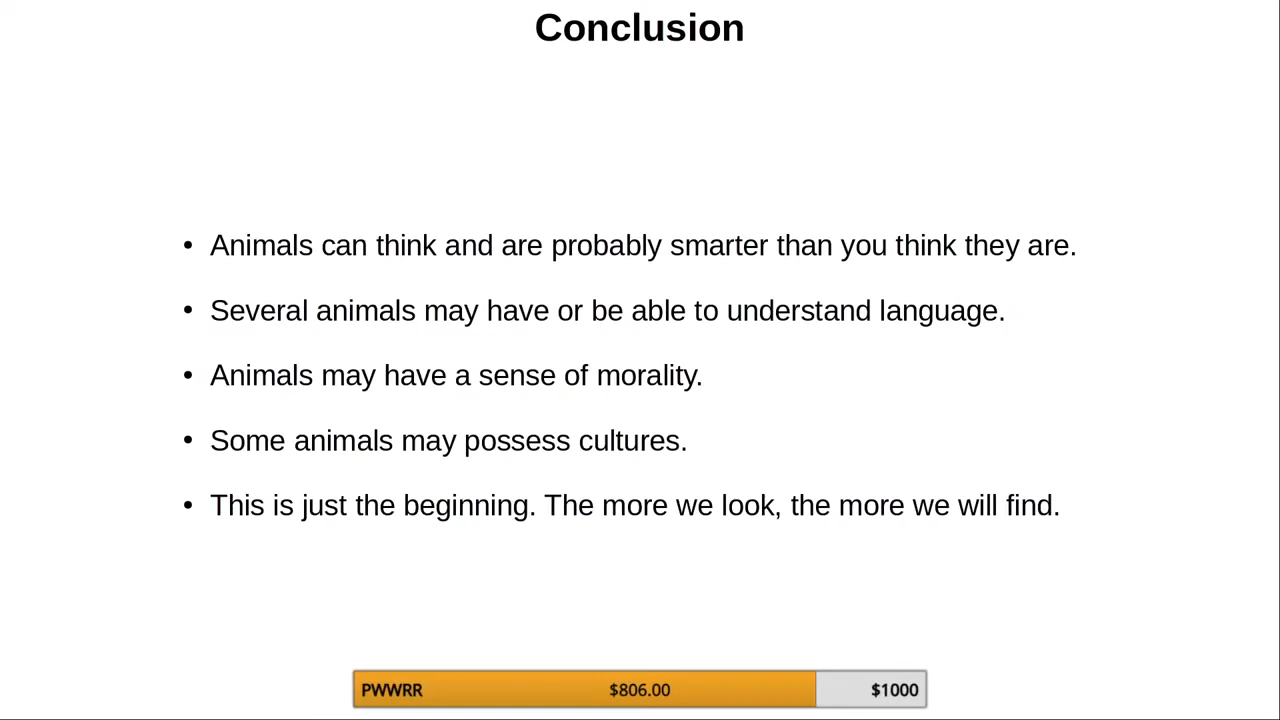 Conclusion
• Animals can think and are probably smarter than you think they are.
• Several animals may have or be able to understand language.
• Animals may have a sense of morality.
• Some animals may possess cultures.
• This is just the beginning. The more we look, the more we will find.
PWWRR $806.00 $1000